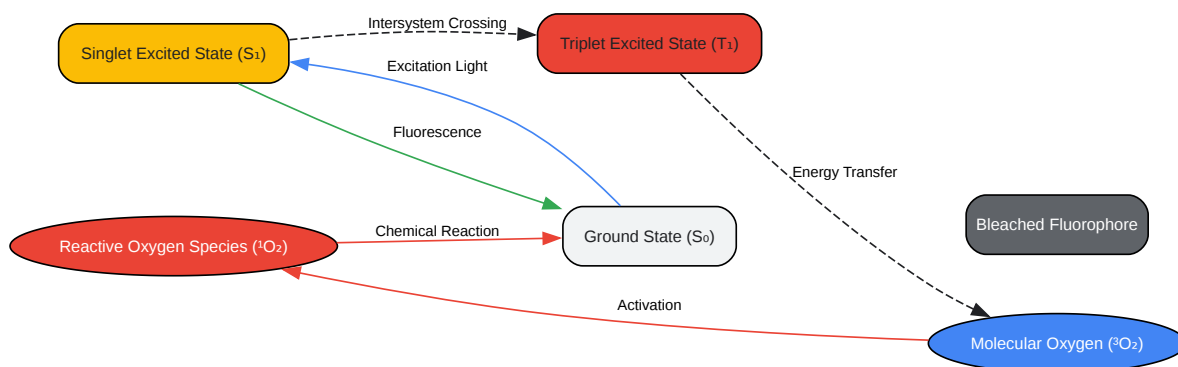 Intersystem Crossing
Singlet Excited State (S₁)
Triplet Excited State (T₁)
Excitation Light
Fluorescence
Energy Transfer
Bleached Fluorophore
Chemical Reaction
Ground State (S₀)
Reactive Oxygen Species (¹O₂)
Activation
Molecular Oxygen (³O₂)